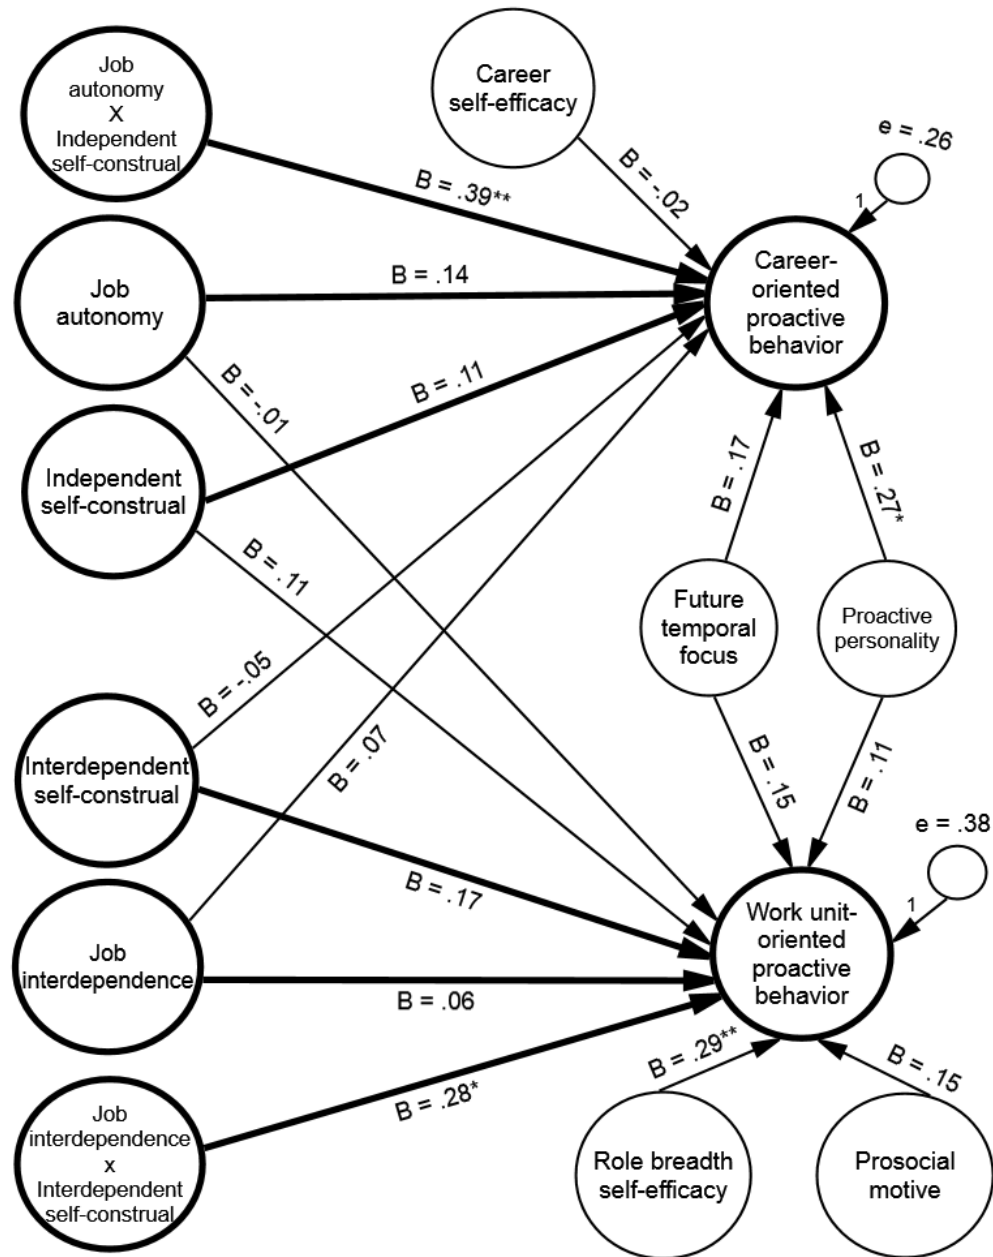 Job
autonomy
X
Independent
self-construal
Career
self-efficacy
e = .26
1
B = .39**
B = -.02
Job
autonomy
B = .14
Career-
oriented
proactive
behavior
B = -.01
B = .11
Independent
self-construal
B = .17
B = .27*
B = .11
Future
temporal
focus
Proactive
personality
B = -.05
Interdependent
self-construal
B = .07
B = .15
B = .11
e = .38
1
B = .17
Work unit-
oriented
proactive
behavior
Job
interdependence
B = .06
B = .29**
B = .15
B = .28*
Job
interdependence
x
Interdependent
self-construal
Role breadth
self-efficacy
Prosocial
motive